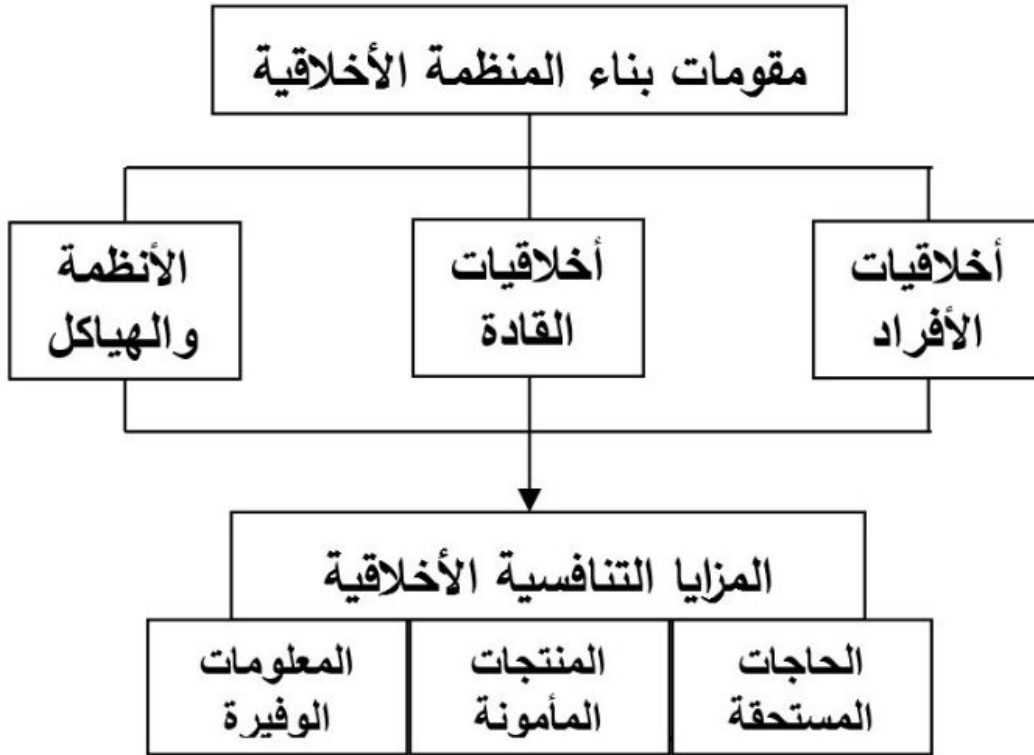 مقومات بناء المنظمة الأخلاقية
أخلاقيات
الأفراد
أخلاقيات
القادة
الأنظمة
والهياكل
المزايا التنافسية الأخلاقية
الحاجات
المستحقة
المنتجات
المأمونة
المعلومات
الوفيرة